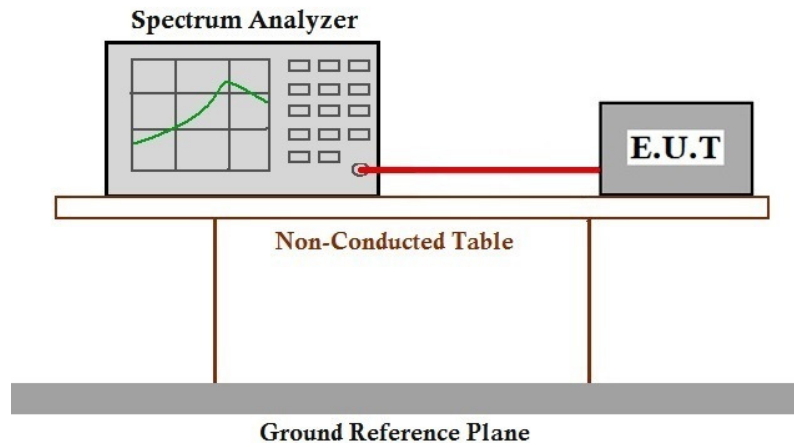 Spectrum Analyzer
E.U.T
Non-Conducted Table
Ground Reference Plane